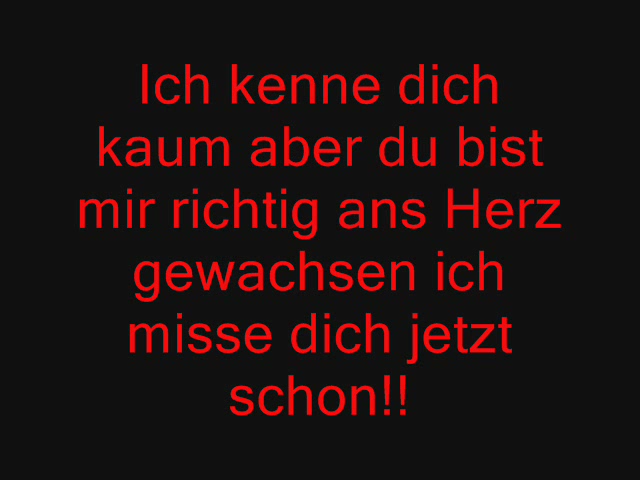 Ich kenne dich
kaum aber du bist
mir richtig ans Herz
gewachsen ich
misse dich jetzt
schon!!